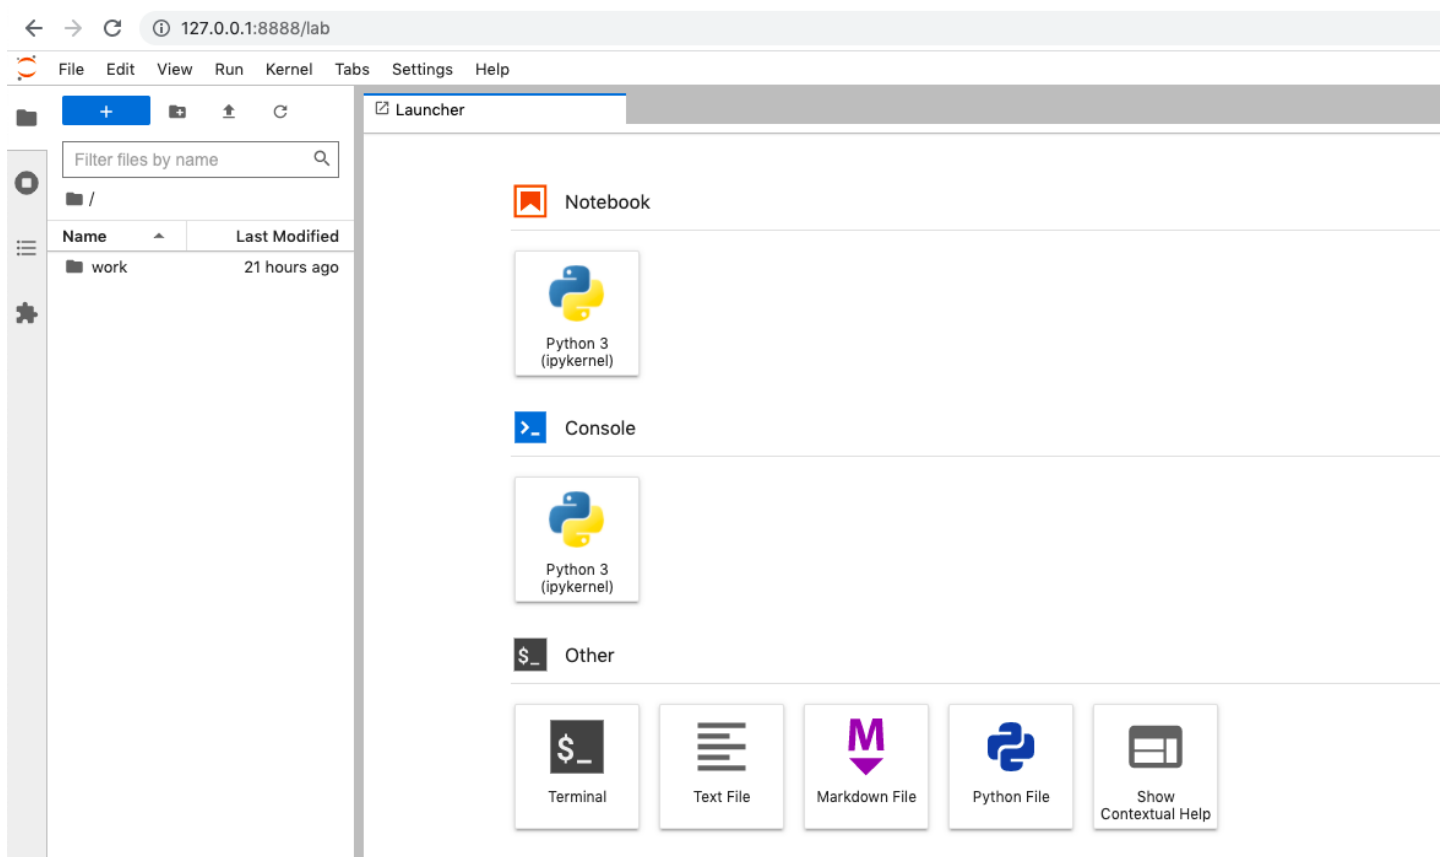 127.0.0.1:8888/lab
File Edit View Run Kernel Tabs Settings Help
+
Launcher
Filter files by name
/
Name Last Modified
work 21 hours ago
Notebook
Python 3
(ipykernel)
>_ Console
Python 3
(ipykernel)
$_ Other
$_
Terminal
Text File
M
Markdown File
Python File
Show
Contextual Help